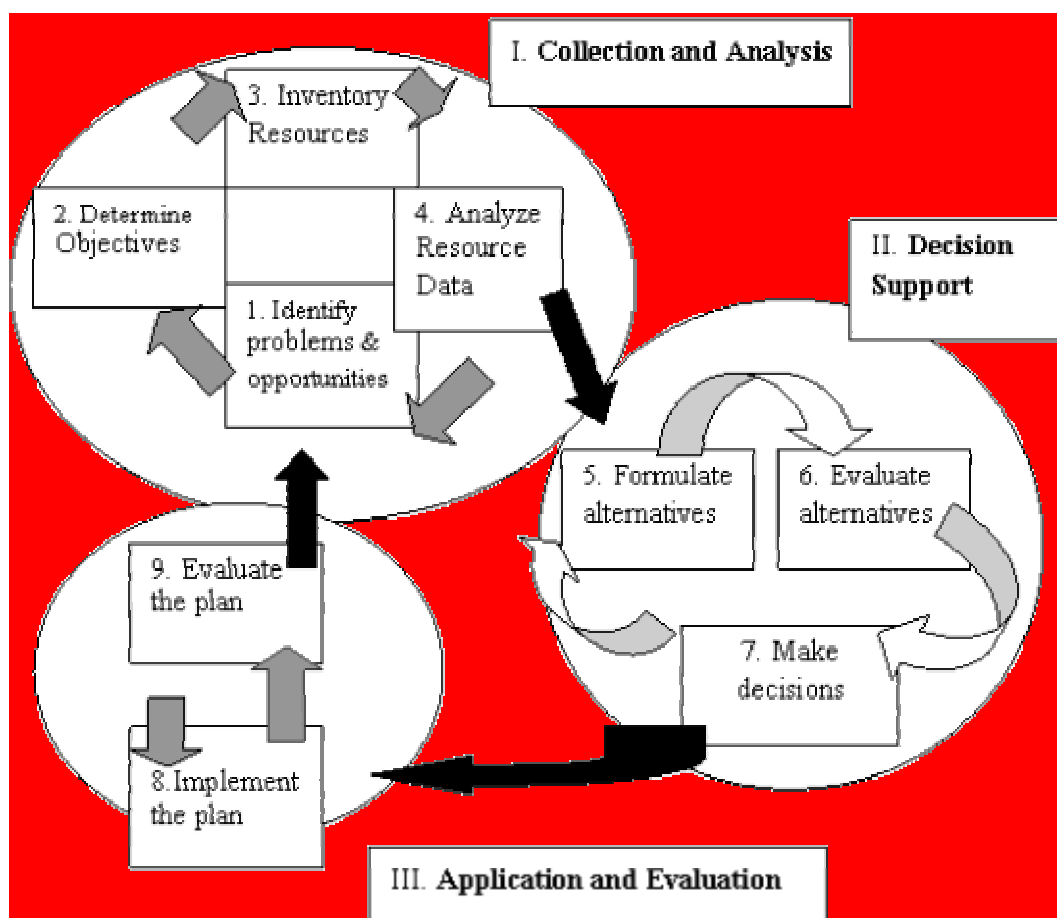 I. Collection and Analysis
3. Inventory
Resources
2. Determine
Objectives
4. Analyze
Resource
Data
1. Identify
problems &
opportunities
II. Decision
Support
5. Formulate
alternatives
6. Evaluate
alternatives
7. Make
decisions
9. Evaluate
the plan
8.Implement
the plan
III. Application and Evaluation